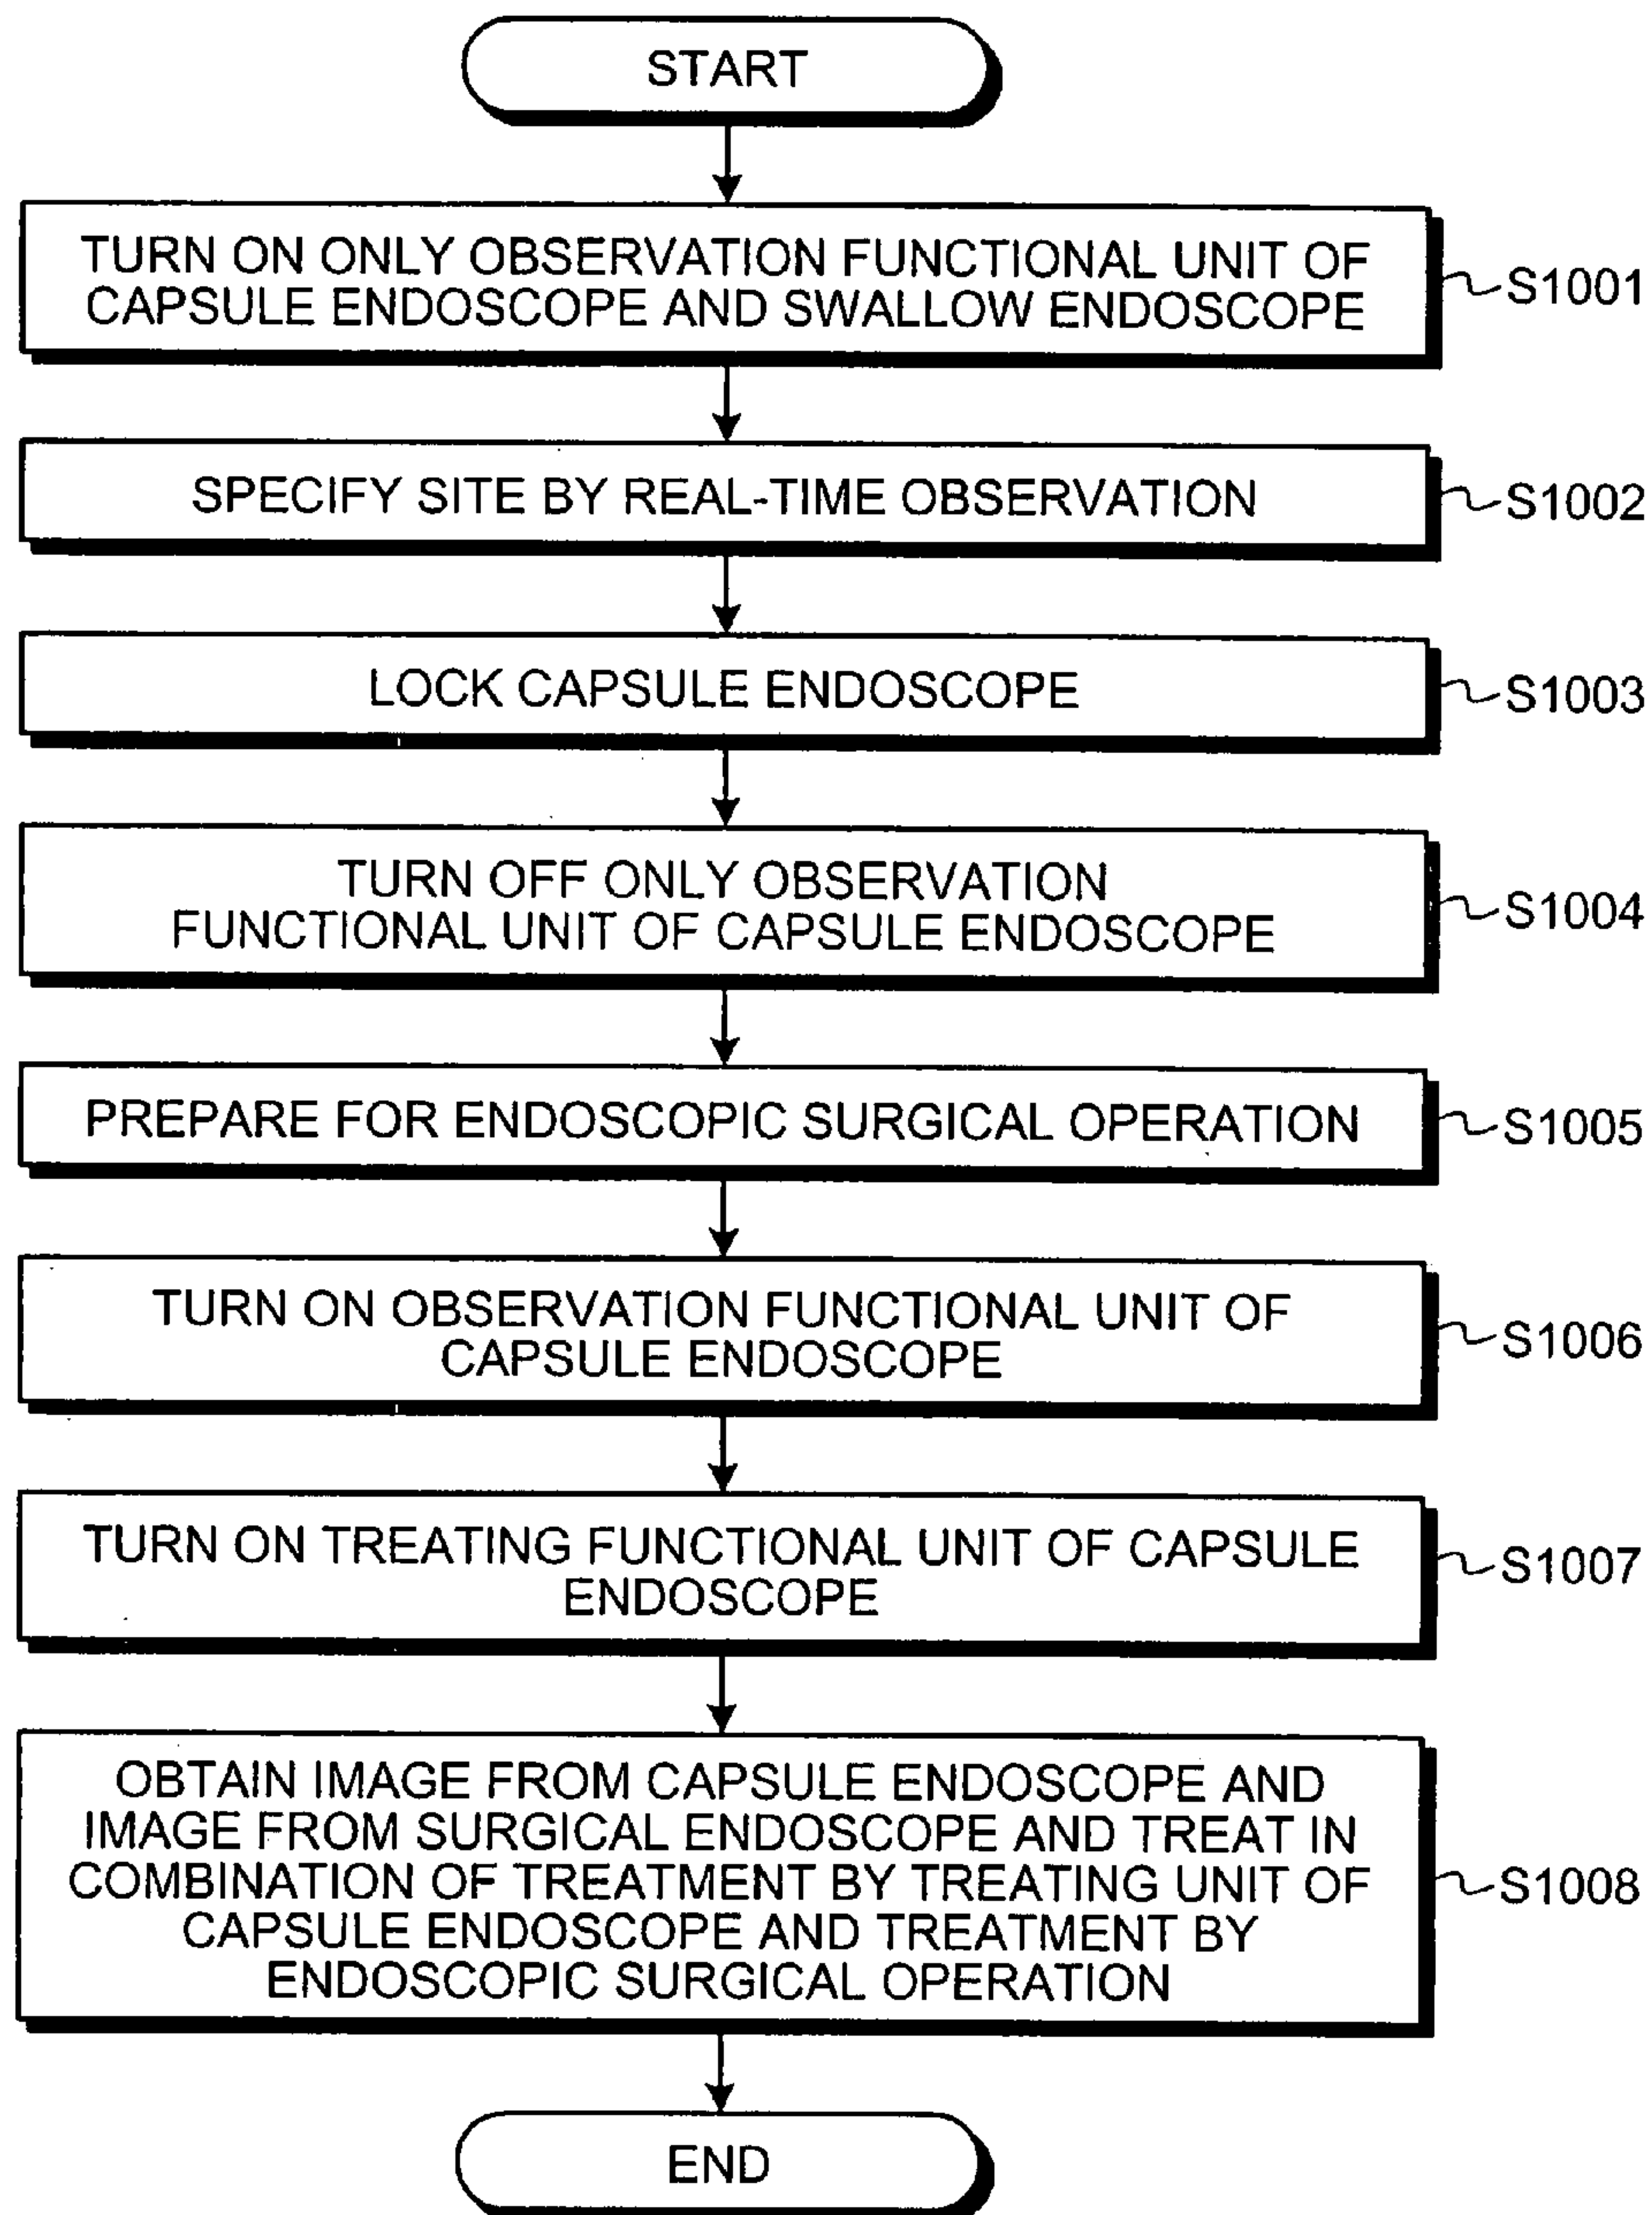 START
TURN ON ONLY OBSERVATION FUNCTIONAL UNIT OF
CAPSULE ENDOSCOPE AND SWALLOW ENDOSCOPE
S1001
SPECIFY SITE BY REAL-TIME OBSERVATION
S1002
LOCK CAPSULE ENDOSCOPE
S1003
TURN OFF ONLY OBSERVATION
FUNCTIONAL UNIT OF CAPSULE ENDOSCOPE
S1004
PREPARE FOR ENDOSCOPIC SURGICAL OPERATION
S1005
TURN ON OBSERVATION FUNCTIONAL UNIT OF
CAPSULE ENDOSCOPE
S1006
TURN ON TREATING FUNCTIONAL UNIT OF CAPSULE
ENDOSCOPE
S1007
OBTAIN IMAGE FROM CAPSULE ENDOSCOPE AND
IMAGE FROM SURGICAL ENDOSCOPE AND TREAT IN
COMBINATION OF TREATMENT BY TREATING UNIT OF
CAPSULE ENDOSCOPE AND TREATMENT BY
ENDOSCOPIC SURGICAL OPERATION
S1008
END